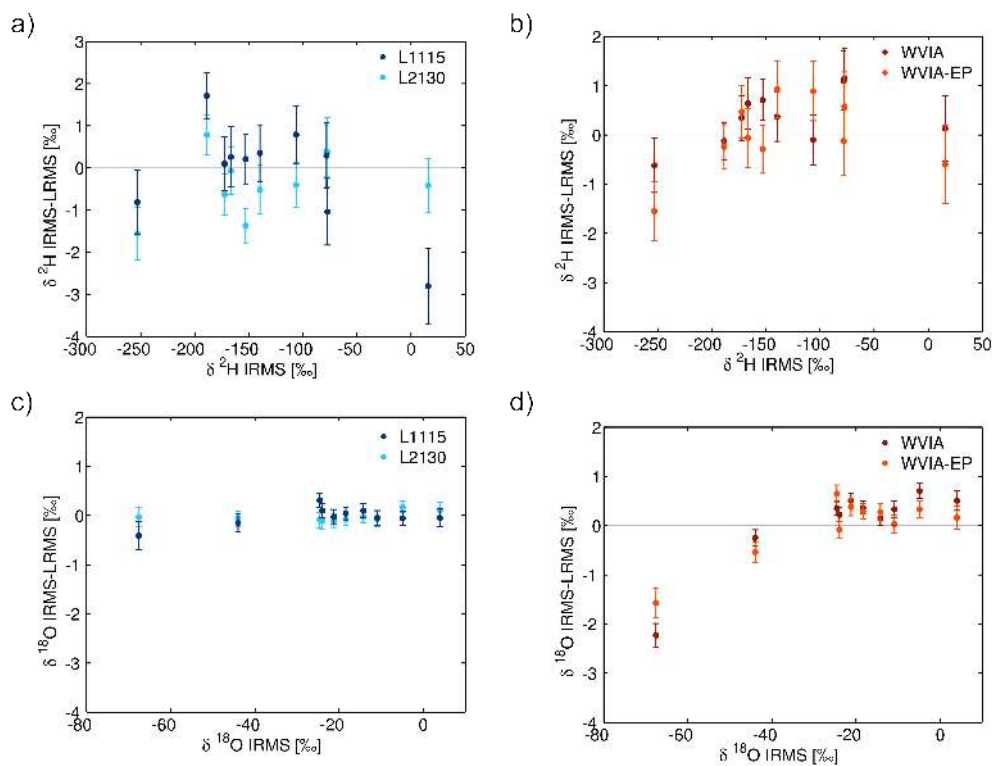 a)
3
2
1
0
-1
-2
-3
-4
δ ²H IRMS-LRMS [‰]
L1115
L2130
-300 -250 -200 -150 -100 -50 0 50
δ ²H IRMS [‰]
b)
2
1
0
-1
-2
-3
-4
δ ²H IRMS-LRMS [‰]
WVIA
WVIA-EP
-300 -250 -200 -150 -100 -50 0 50
δ ²H IRMS [‰]
c)
2
1
0
-1
-2
-3
-4
δ ¹⁸O IRMS-LRMS [‰]
L1115
L2130
-80 -60 -40 -20 0
δ ¹⁸O IRMS [‰]
d)
2
1
0
-1
-2
-3
-4
δ ¹⁸O IRMS-LRMS [‰]
WVIA
WVIA-EP
-80 -60 -40 -20 0
δ ¹⁸O IRMS [‰]